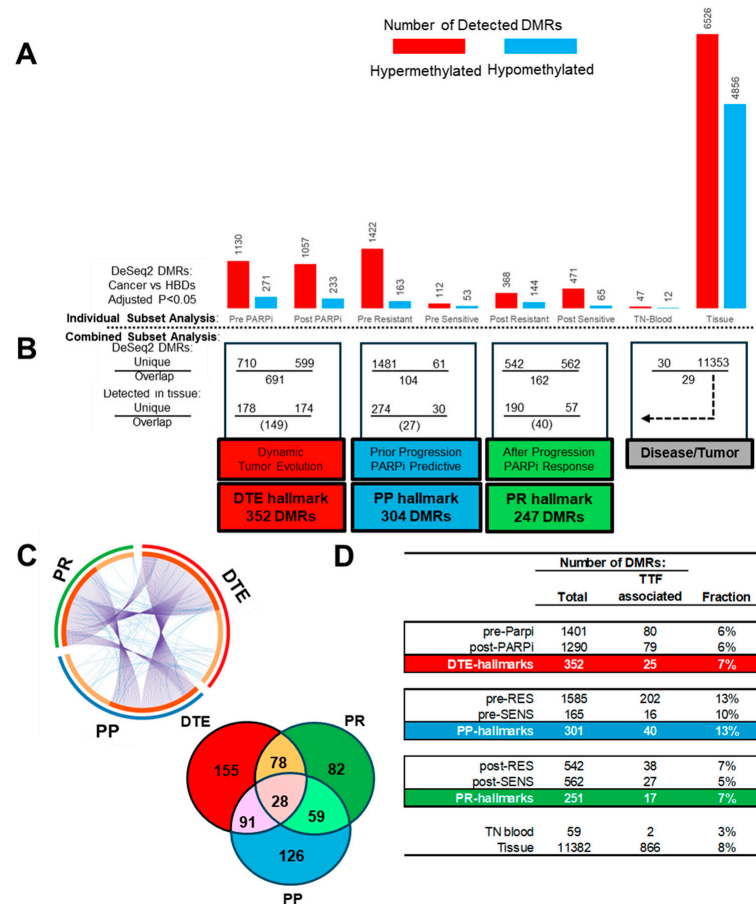 A
Number of Detected DMRs
Hypermethylated Hypomethylated
6526
4856
1130
271
1057
233
1422
163
112
53
368
144
471
65
47
12
DeSeq2 DMRs:
Cancer vs HBDs
Adjusted P<0.05
Individual Subset Analysis: Pre PARPi Post PARPi Pre Resistant Pre Sensitive Post Resistant Post Sensitive TN-Blood Tissue
Combined Subset Analysis:
B
DeSeq2 DMRs:
Unique 710 599 1481 61 542 562 30 11353
Overlap 691 104 162 29
Detected in tissue:
Unique 178 174 274 30 190 57
Overlap (149) (27) (40)
Dynamic
Tumor Evolution
Prior Progression
PARPi Predictive
After Progression
PARPi Response
Disease/Tumor
DTE hallmark
352 DMRs
PP hallmark
304 DMRs
PR hallmark
247 DMRs
C
PR
DTE
PP
DTE
PR
155
78
82
28
91
59
126
PP
D
Number of DMRs:
Total TTF associated Fraction
pre-Parpi 1401 80 6%
post-PARPi 1290 79 6%
DTE-hallmarks 352 25 7%
pre-RES 1585 202 13%
pre-SENS 165 16 10%
PP-hallmarks 301 40 13%
post-RES 542 38 7%
post-SENS 562 27 5%
PR-hallmarks 251 17 7%
TN blood 59 2 3%
Tissue 11382 866 8%